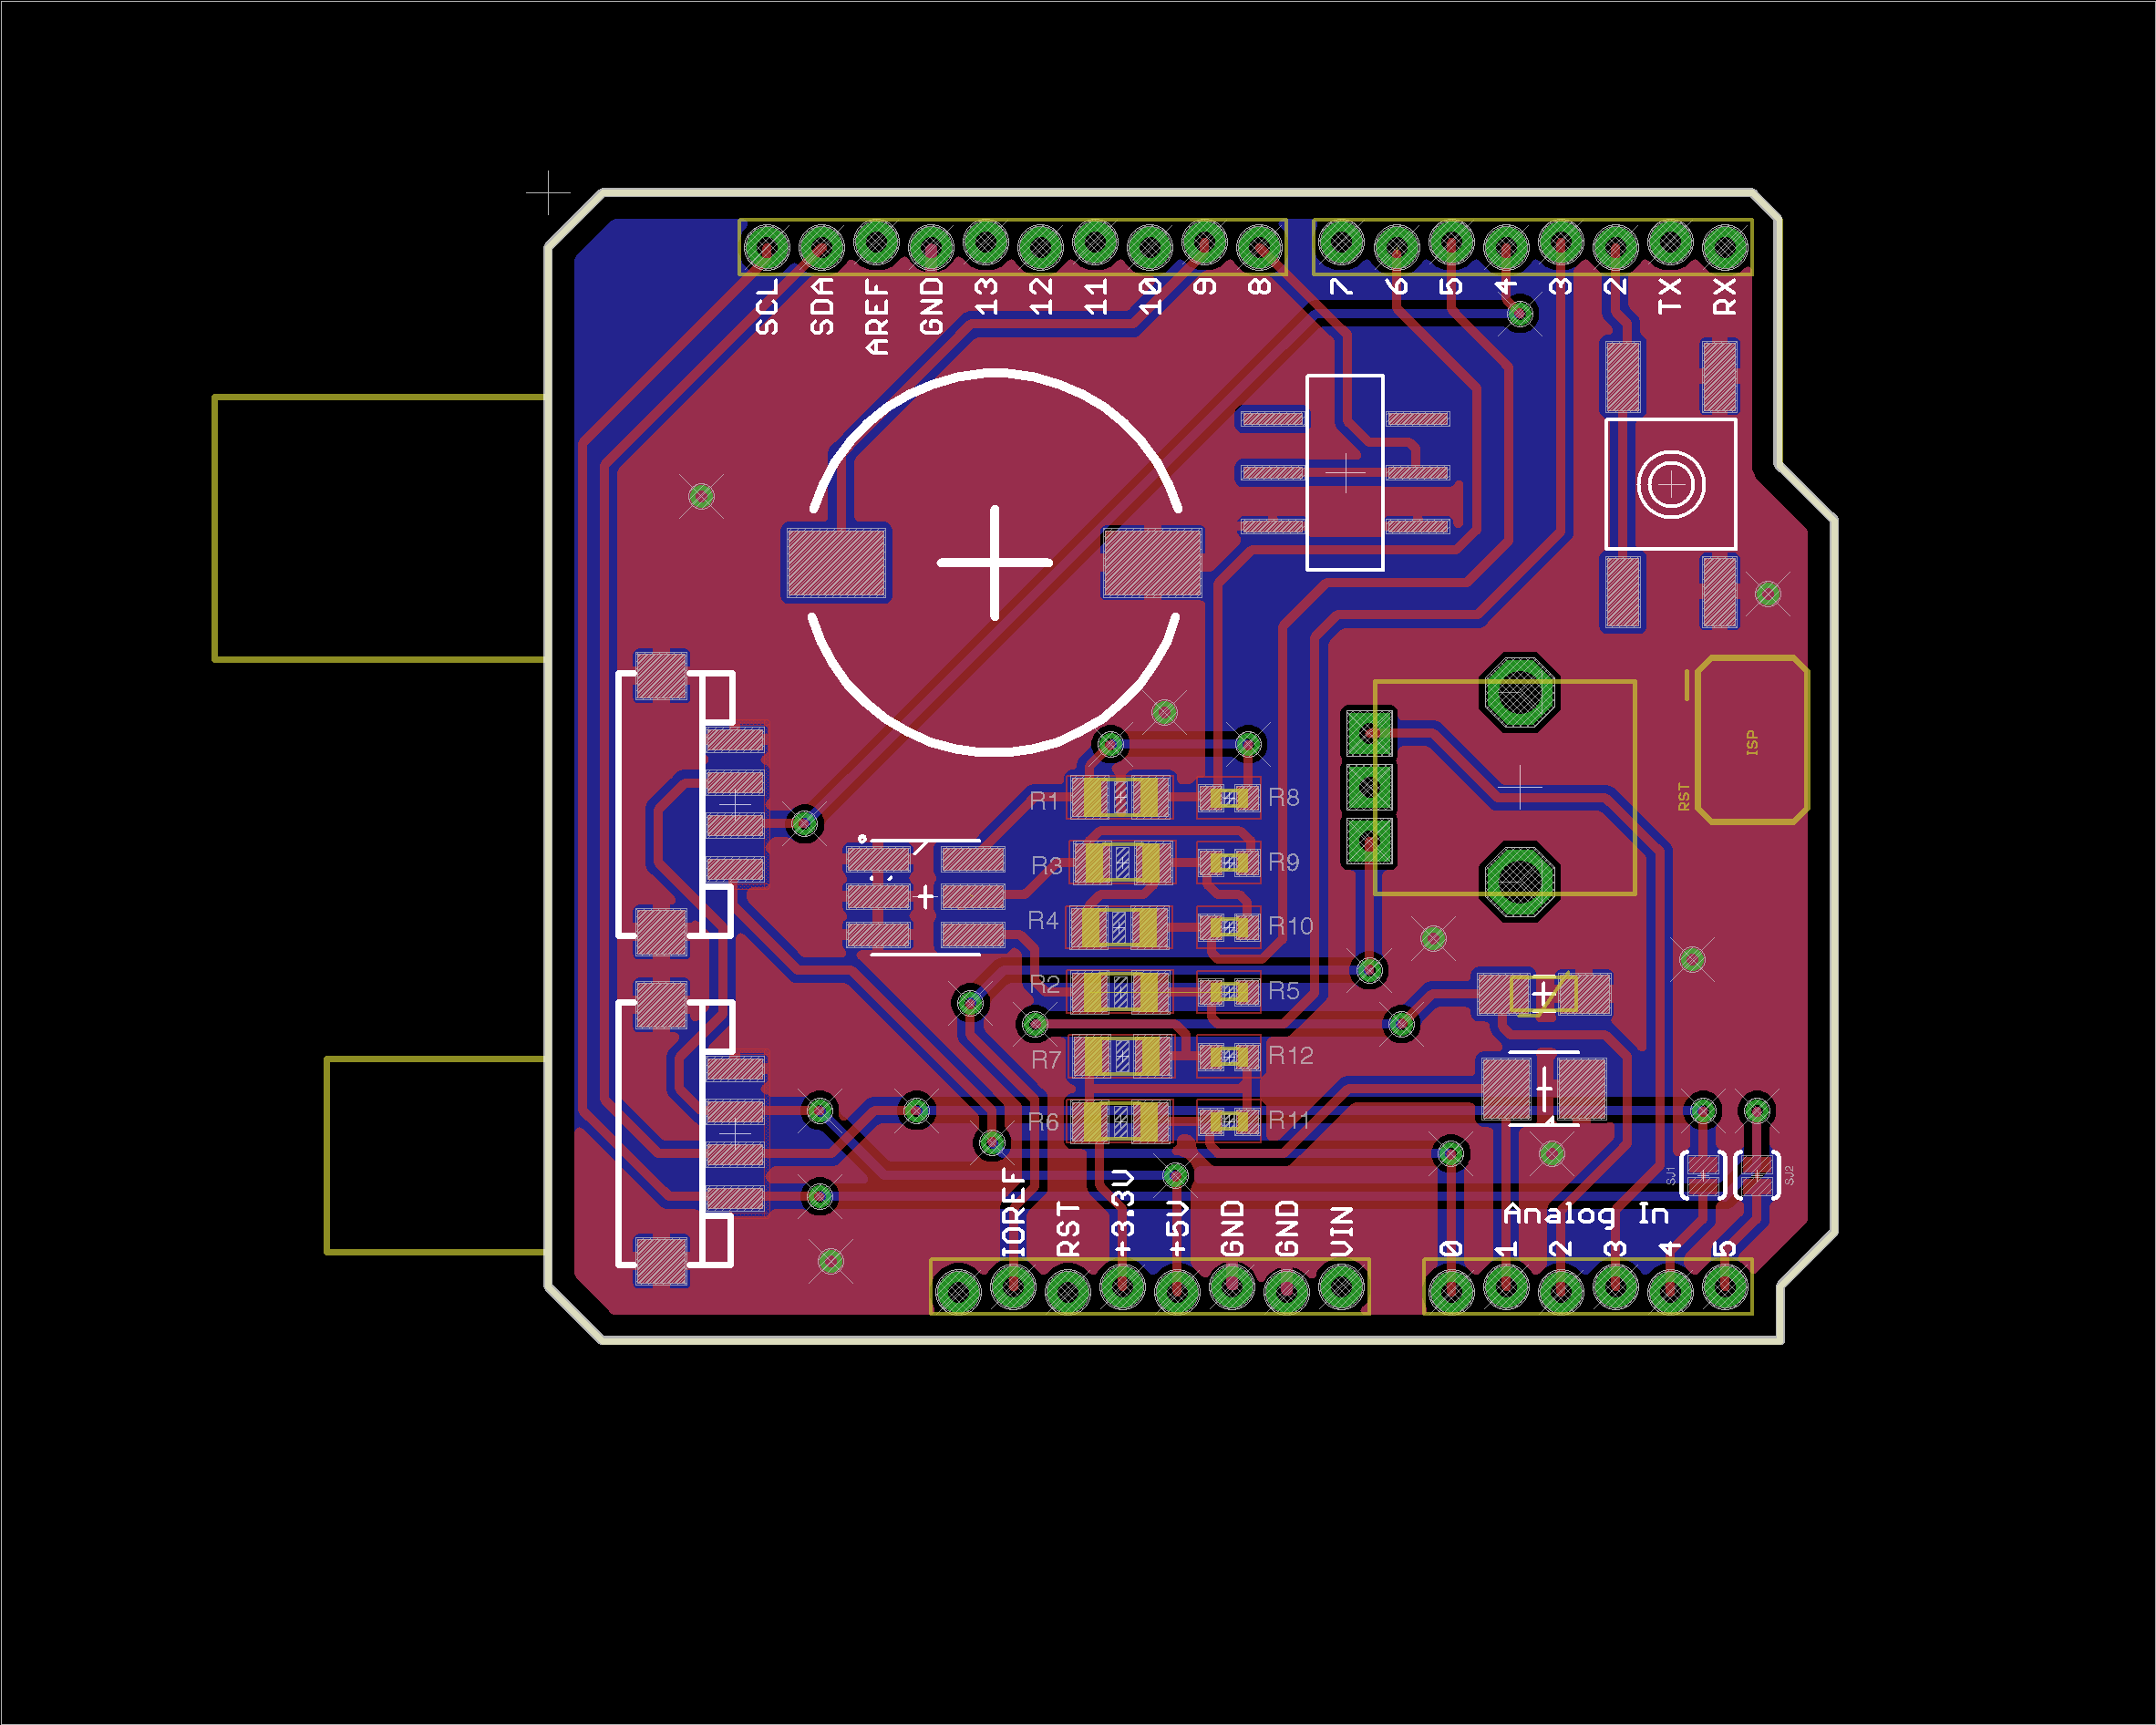 SCL
SDA
AREF
GND
13
12
11
10
9
8
7
6
5
4
3
2
TX
RX
ISP
RST
R1
R8
R3
R9
R4
R10
R2
R5
R7
R12
R6
R11
SJ1
SJ2
IOREF
RST
+3.3V
+5V
GND
GND
VIN
Analog In
0
1
2
3
4
5